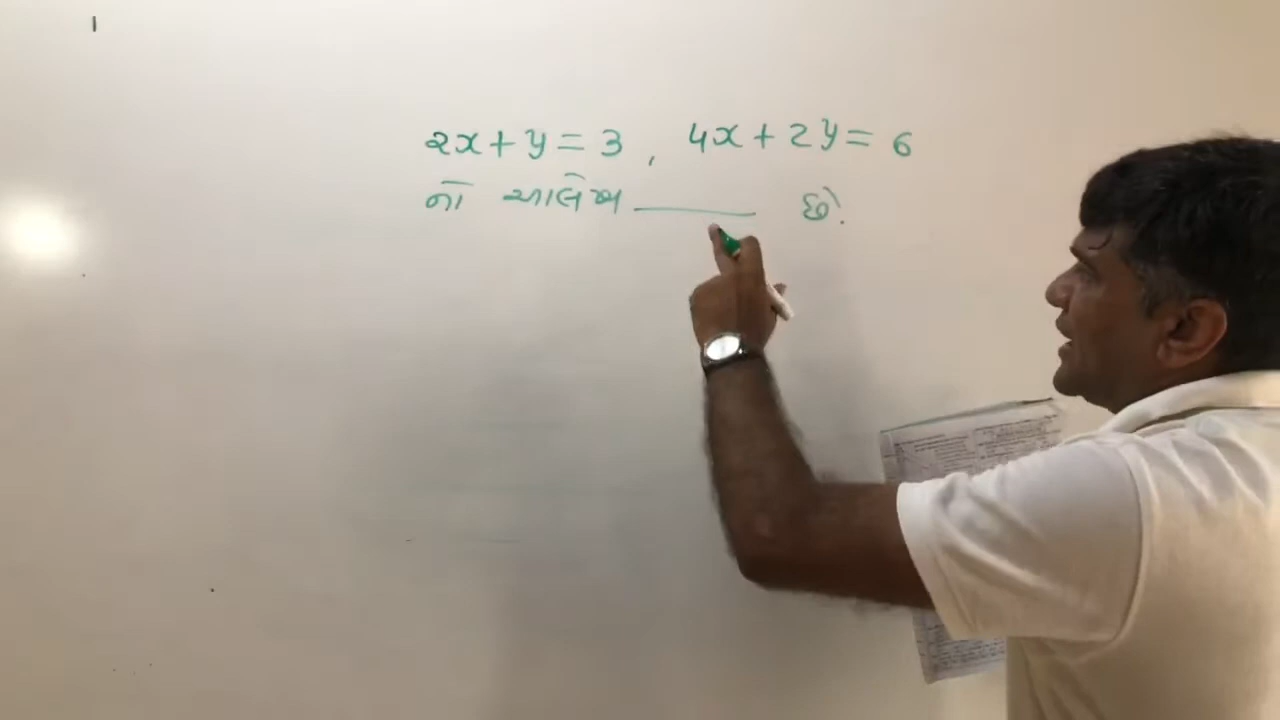 2x + y = 3 , 4x + 2y = 6
નો આલેખ ______ છે.